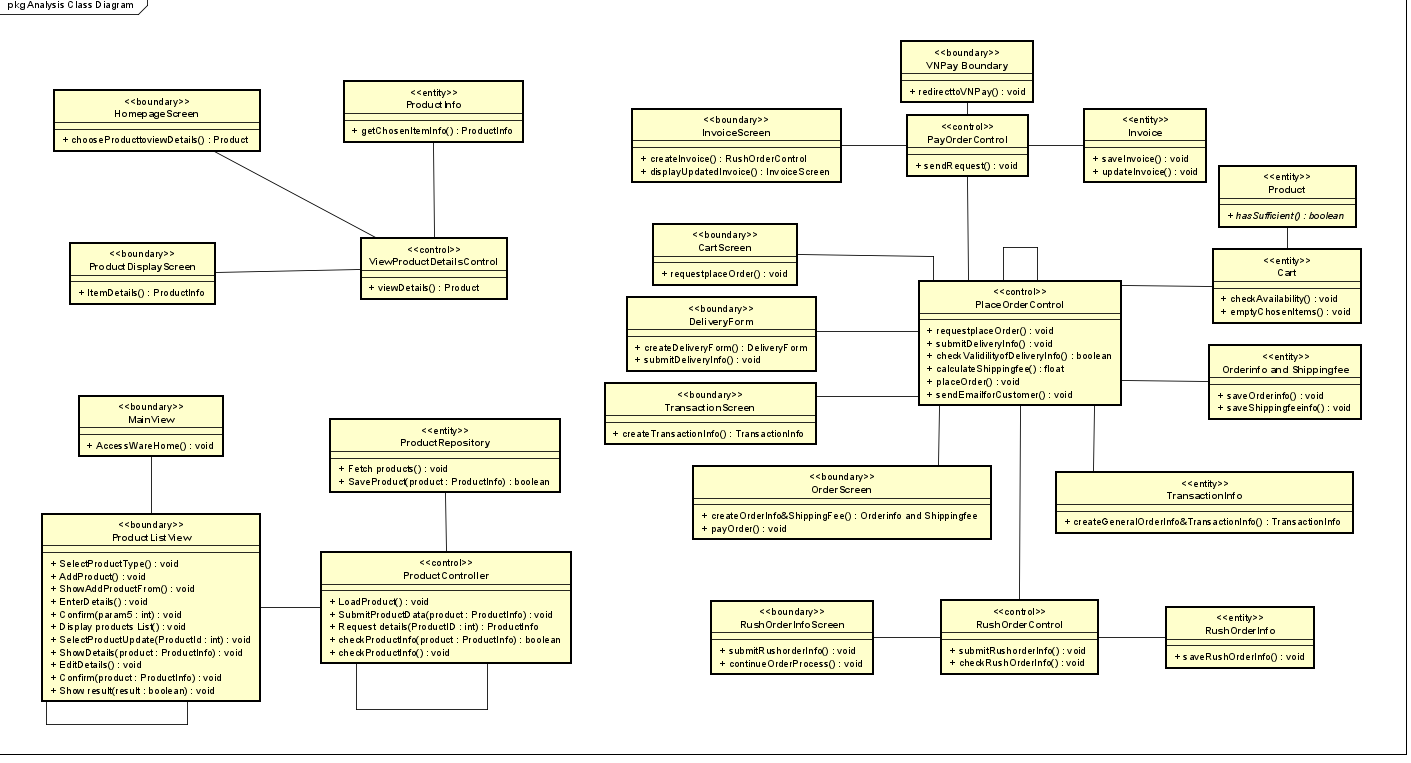 pkg Analysis Class Diagram
<<boundary>>
HomepageScreen
+ chooseProducttoviewDetails() : Product
<<entity>>
ProductInfo
+ getChosenItemInfo() : ProductInfo
<<boundary>>
ProductDisplayScreen
+ ItemDetails() : ProductInfo
<<control>>
ViewProductDetailsControl
+ viewDetails() : Product
<<boundary>>
MainView
+ AccessWareHome() : void
<<entity>>
ProductRepository
+ Fetch products() : void
+ SaveProduct(product : ProductInfo) : boolean
<<boundary>>
ProductListView
+ SelectProductType() : void
+ AddProduct() : void
+ ShowAddProductFrom() : void
+ EnterDetails() : void
+ Confirm(param5 : int) : void
+ Display products List() : void
+ SelectProductUpdate(ProductId : int) : void
+ ShowDetails(product : ProductInfo) : void
+ EditDetails() : void
+ Confirm(product : ProductInfo) : void
+ Show result(result : boolean) : void
<<control>>
ProductController
+ LoadProduct() : void
+ SubmitProductData(product : ProductInfo) : void
+ Request details(ProductID : int) : ProductInfo
+ checkProductInfo(product : ProductInfo) : boolean
+ checkProductInfo() : void
<<boundary>>
VNPay Boundary
+ redirecttoVNPay() : void
<<boundary>>
InvoiceScreen
+ createInvoice() : RushOrderControl
+ displayUpdatedInvoice() : InvoiceScreen
<<control>>
PayOrderControl
+ sendRequest() : void
<<entity>>
Invoice
+ saveInvoice() : void
+ updateInvoice() : void
<<entity>>
Product
+ hasSufficient() : boolean
<<boundary>>
CartScreen
+ requestplaceOrder() : void
<<entity>>
Cart
+ checkAvailability() : void
+ emptyChosenItems() : void
<<boundary>>
DeliveryForm
+ createDeliveryForm() : DeliveryForm
+ submitDeliveryInfo() : void
<<control>>
PlaceOrderControl
+ requestplaceOrder() : void
+ submitDeliveryInfo() : void
+ checkValidilityofDeliveryInfo() : boolean
+ calculateShippingfee() : float
+ placeOrder() : void
+ sendEmailforCustomer() : void
<<entity>>
Orderinfo and Shippingfee
+ saveOrderinfo() : void
+ saveShippingfeeinfo() : void
<<boundary>>
TransactionScreen
+ createTransactionInfo() : TransactionInfo
<<boundary>>
OrderScreen
+ createOrderInfo&ShippingFee() : Orderinfo and Shippingfee
+ payOrder() : void
<<entity>>
TransactionInfo
+ createGeneralOrderInfo&TransactionInfo() : TransactionInfo
<<boundary>>
RushOrderInfoScreen
+ submitRushorderInfo() : void
+ continueOrderProcess() : void
<<control>>
RushOrderControl
+ submitRushorderInfo() : void
+ checkRushOrderInfo() : void
<<entity>>
RushOrderInfo
+ saveRushOrderInfo() : void